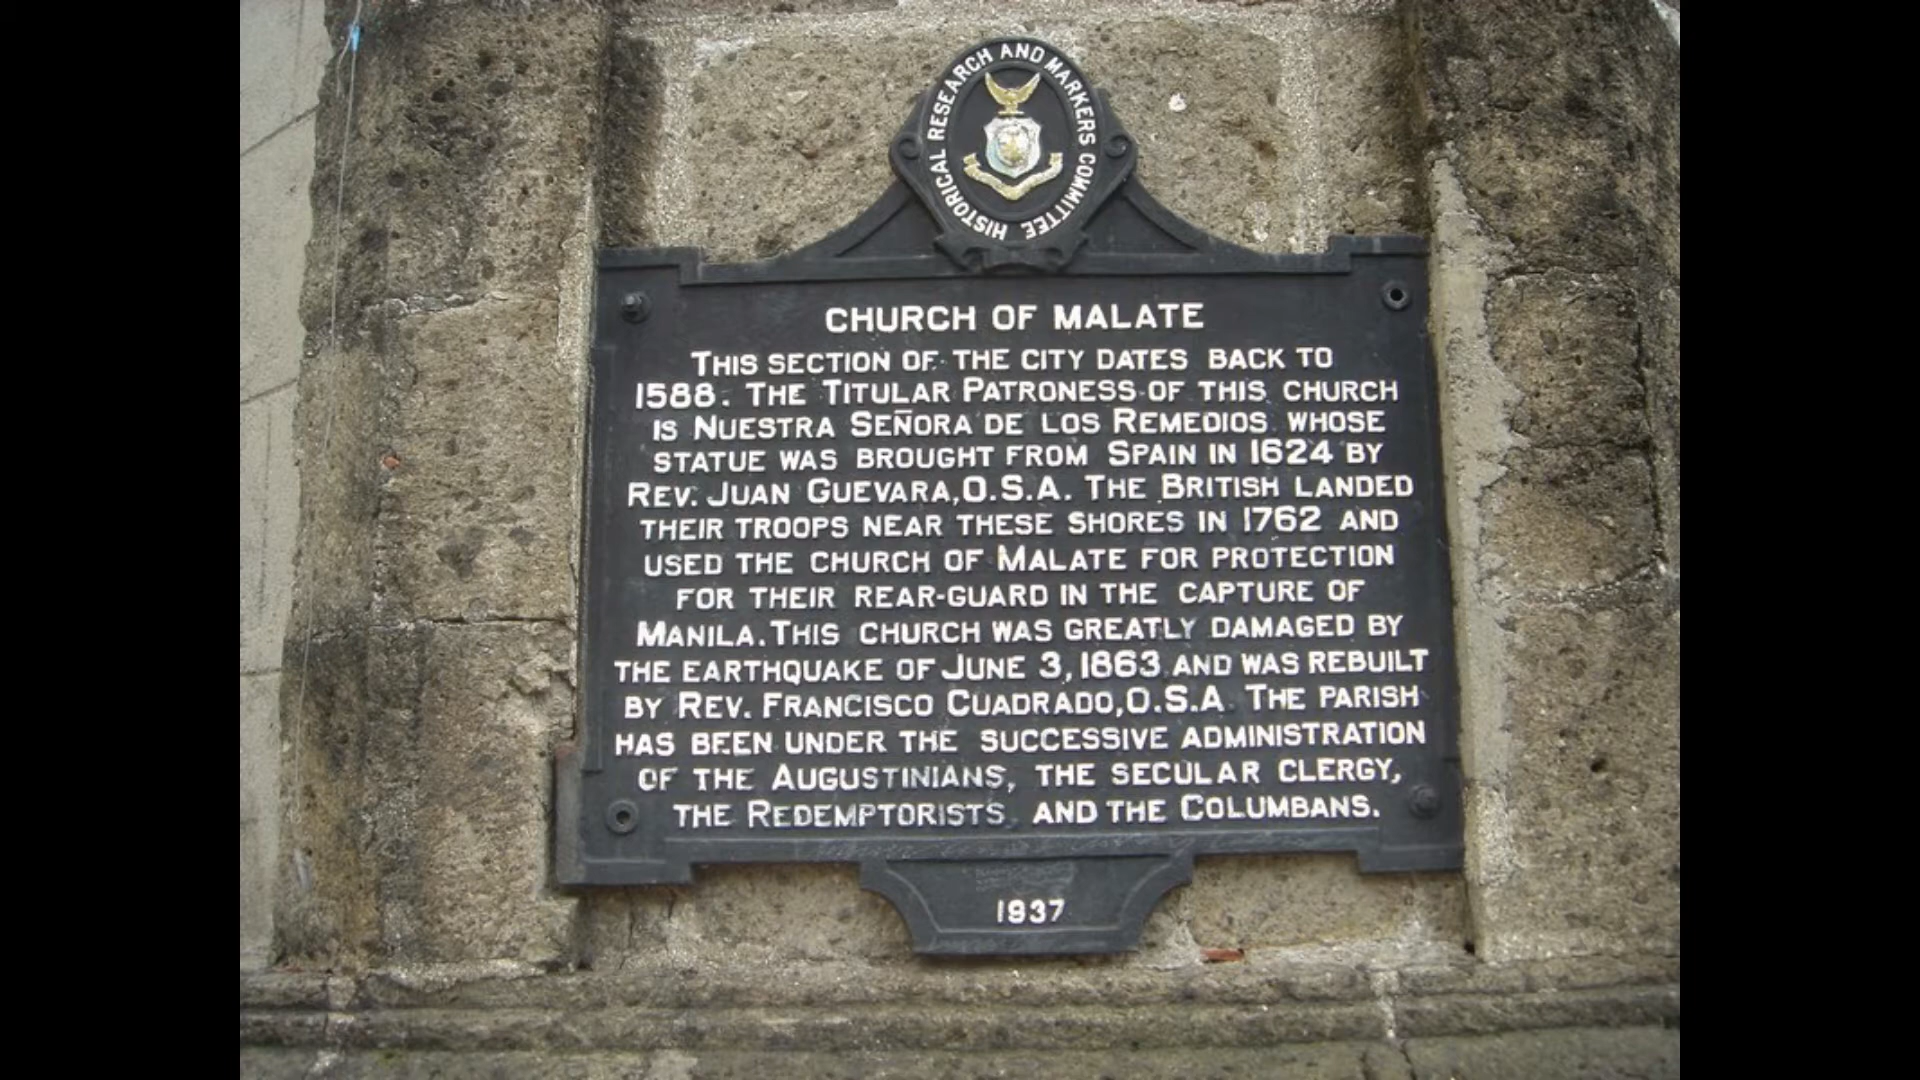 HISTORICAL RESEARCH AND MARKERS COMMITTEE
CHURCH OF MALATE
THIS SECTION OF THE CITY DATES BACK TO
1588. THE TITULAR PATRONESS OF THIS CHURCH
IS NUESTRA SEÑORA DE LOS REMEDIOS WHOSE
STATUE WAS BROUGHT FROM SPAIN IN 1624 BY
REV. JUAN GUEVARA, O.S.A. THE BRITISH LANDED
THEIR TROOPS NEAR THESE SHORES IN 1762 AND
USED THE CHURCH OF MALATE FOR PROTECTION
FOR THEIR REAR-GUARD IN THE CAPTURE OF
MANILA. THIS CHURCH WAS GREATLY DAMAGED BY
THE EARTHQUAKE OF JUNE 3, 1863 AND WAS REBUILT
BY REV. FRANCISCO CUADRADO, O.S.A THE PARISH
HAS BEEN UNDER THE SUCCESSIVE ADMINISTRATION
OF THE AUGUSTINIANS, THE SECULAR CLERGY,
THE REDEMPTORISTS AND THE COLUMBANS.
1937